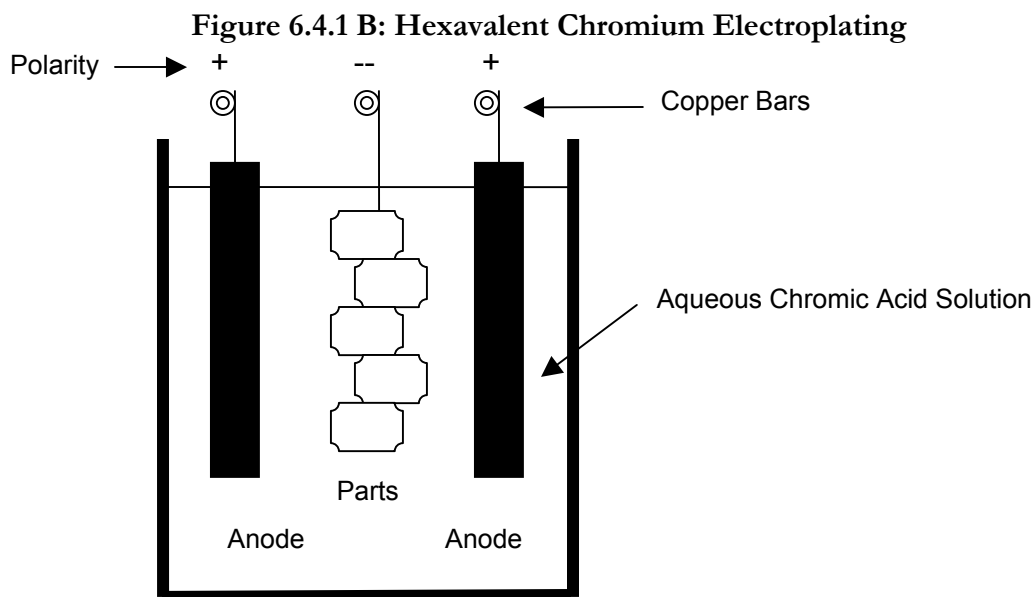 Figure 6.4.1 B: Hexavalent Chromium Electroplating
Polarity + -- +
Copper Bars
Aqueous Chromic Acid Solution
Parts
Anode Anode